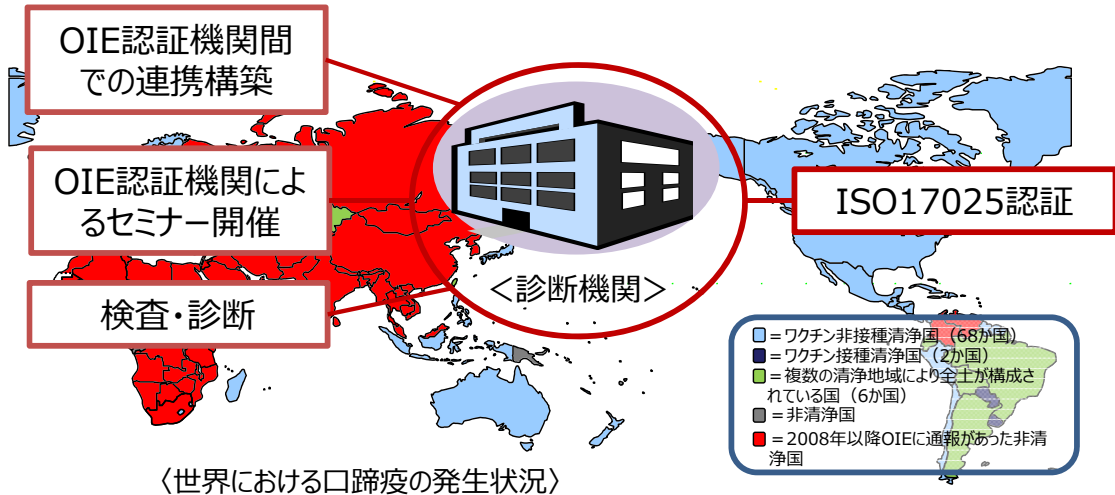 OIE認証機関間
での連携構築
OIE認証機関によ
るセミナー開催
検査・診断
＜診断機関＞
ISO17025認証
＝ワクチン非接種清浄国（68か国）
＝ワクチン接種清浄国（2か国）
＝複数の清浄地域により全土が構成さ
れている国（6か国）
＝非清浄国
＝2008年以降OIEに通報があった非清
浄国
〈世界における口蹄疫の発生状況〉